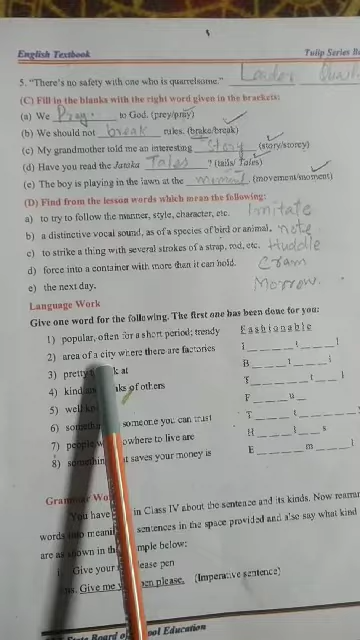 English Textbook Tulip Series
5. "There's no safety with one who is quarrelsome." Leader
(C) Fill in the blanks with the right word given in the brackets:
(a) We Pray to God. (prey/pray)
(b) We should not break rules. (brake/break)
(c) My grandmother told me an interesting Story (story/storey)
(d) Have you read the Jataka Tales ? (tails/ Tales)
(e) The boy is playing in the lawn at the moment (movement/moment)
(D) Find from the lesson words which mean the following:
a) to try to follow the manner, style, character, etc. Imitate
b) a distinctive vocal sound, as of a species of bird or animal. note
c) to strike a thing with several strokes of a strap, rod, etc. Huddle
d) force into a container with more than it can hold. Cram
e) the next day. Morrow.
Language Work
Give one word for the following. The first one has been done for you:
1) popular, often for a short period; trendy Fashionable
2) area of a city where there are factories I _ _ _ _ t _ _ _ l
3) pretty to at B
4) kind of others
5) well F _ _ _ u _
6) someone you can trust T
7) people nowhere to live are H
8) something saves your money is E
Grammar
You have in Class IV about the sentence and its kinds. Now
words into sentences in the space provided and also say what kind
are as shown in the below:
Give your please pen
Give me pen please. (Imperative sentence)
Board of School Education